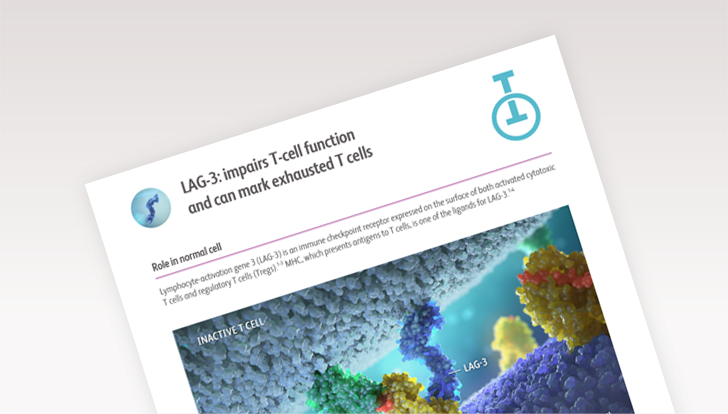 LAG-3: impairs T-cell function
and can mark exhausted T cells
Role in normal cell
Lymphocyte-activation gene 3 (LAG-3) is an immune checkpoint receptor expressed on the surface of both activated cytotoxic
T cells and regulatory T cells (Tregs).1-3 MHC, which presents antigens to T cells, is one of the ligands for LAG-3.1,4
INACTIVE T CELL
LAG-3